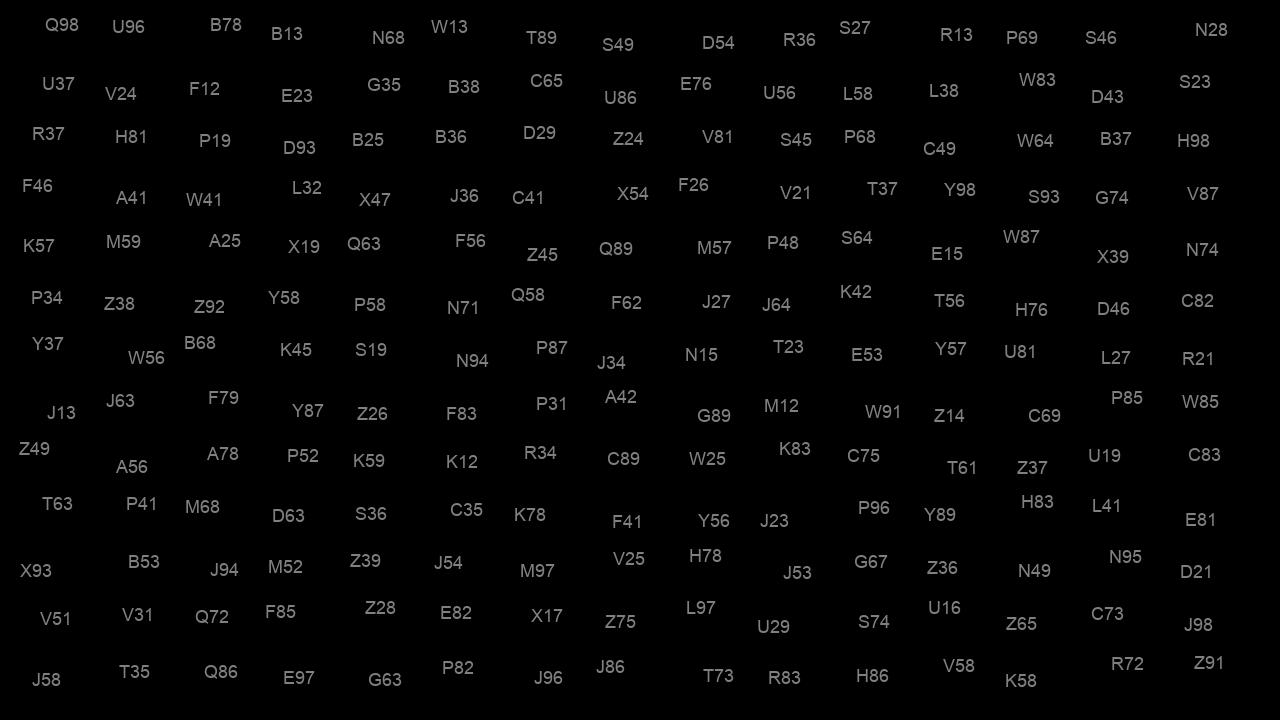 Q98 U96 B78 B13 N68 W13 T89 S49 D54 R36 S27 R13 P69 S46 N28
U37 V24 F12 E23 G35 B38 C65 U86 E76 U56 L58 L38 W83 D43 S23
R37 H81 P19 D93 B25 B36 D29 Z24 V81 S45 P68 C49 W64 B37 H98
F46 A41 W41 L32 X47 J36 C41 X54 F26 V21 T37 Y98 S93 G74 V87
K57 M59 A25 X19 Q63 F56 Z45 Q89 M57 P48 S64 E15 W87 X39 N74
P34 Z38 Z92 Y58 P58 N71 Q58 F62 J27 J64 K42 T56 H76 D46 C82
Y37 W56 B68 K45 S19 N94 P87 J34 N15 T23 E53 Y57 U81 L27 R21
J13 J63 F79 Y87 Z26 F83 P31 A42 G89 M12 W91 Z14 C69 P85 W85
Z49 A56 A78 P52 K59 K12 R34 C89 W25 K83 C75 T61 Z37 U19 C83
T63 P41 M68 D63 S36 C35 K78 F41 Y56 J23 P96 Y89 H83 L41 E81
X93 B53 J94 M52 Z39 J54 M97 V25 H78 J53 G67 Z36 N49 N95 D21
V51 V31 Q72 F85 Z28 E82 X17 Z75 L97 U29 S74 U16 Z65 C73 J98
J58 T35 Q86 E97 G63 P82 J96 J86 T73 R83 H86 V58 K58 R72 Z91